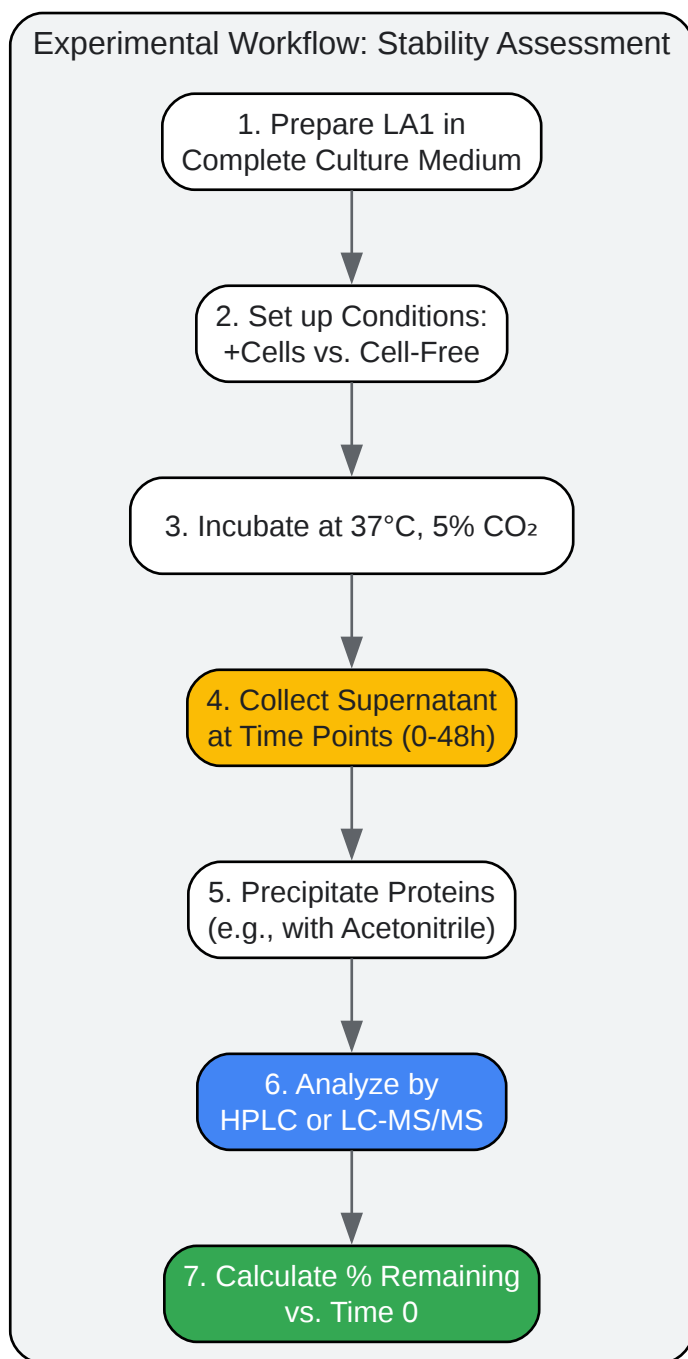 Experimental Workflow: Stability Assessment
1. Prepare LA1 in
Complete Culture Medium
2. Set up Conditions:
+Cells vs. Cell-Free
3. Incubate at 37°C, 5% CO₂
4. Collect Supernatant
at Time Points (0-48h)
5. Precipitate Proteins
(e.g., with Acetonitrile)
6. Analyze by
HPLC or LC-MS/MS
7. Calculate % Remaining
vs. Time 0